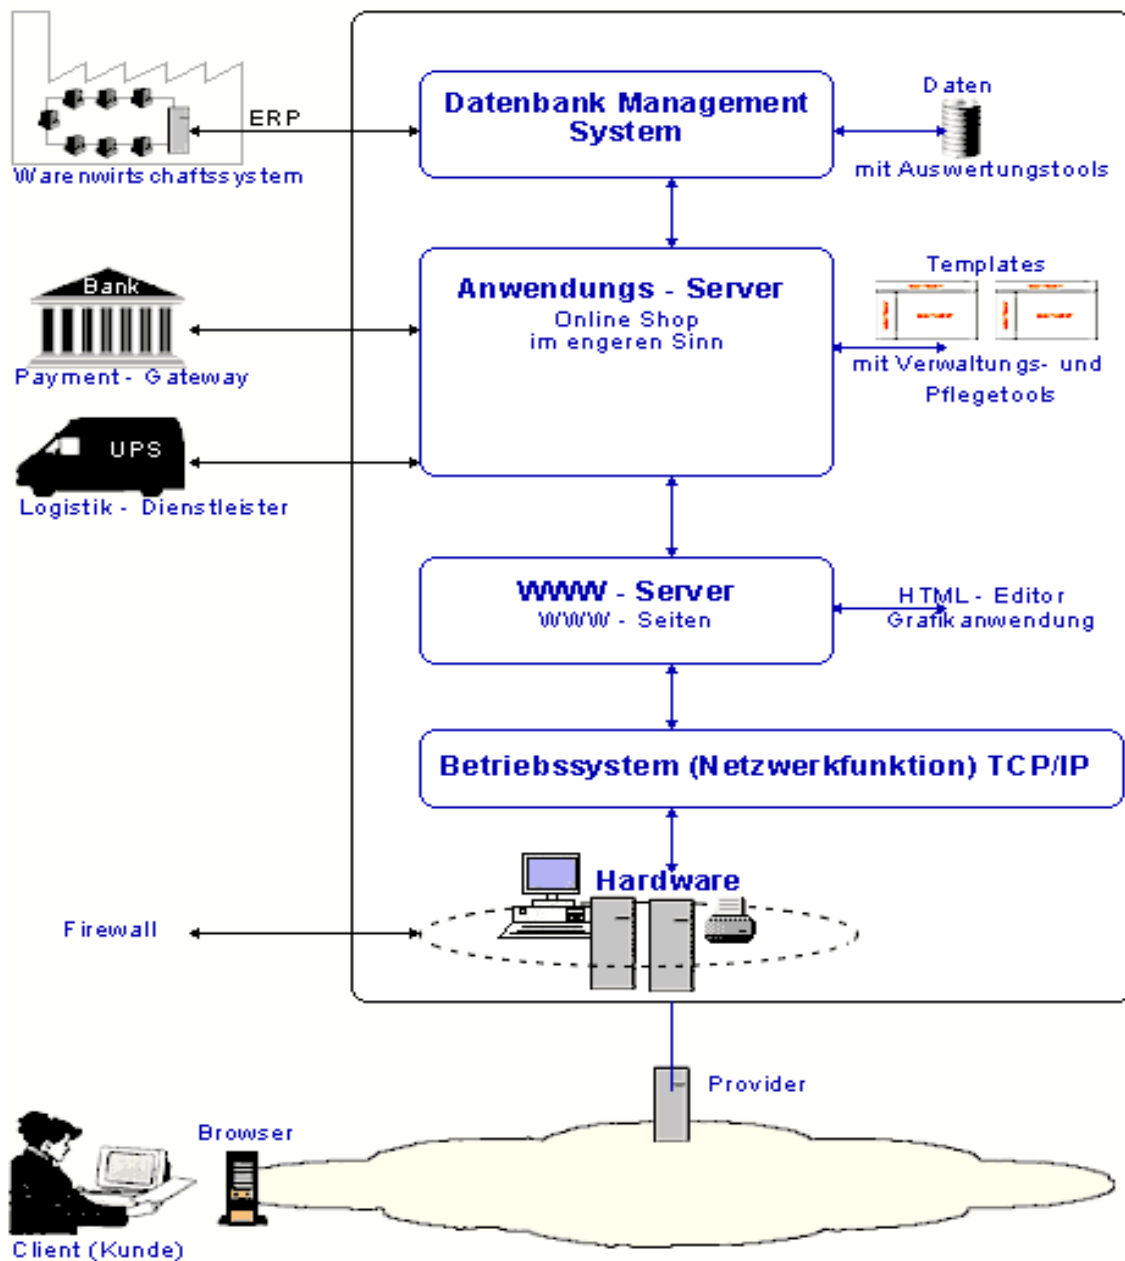 Datenbank Management
System
Daten
mit Auswertungstools
ERP
Warenwirtschaftssystem
Anwendungs - Server
Online Shop
im engeren Sinn
Templates
mit Verwaltungs- und
Pflegetools
Bank
Payment - Gateway
UPS
Logistik - Dienstleister
WWW - Server
WWW - Seiten
HTML - Editor
Grafikanwendung
Betriebssystem (Netzwerkfunktion) TCP/IP
Hardware
Firewall
Provider
Browser
Client (Kunde)